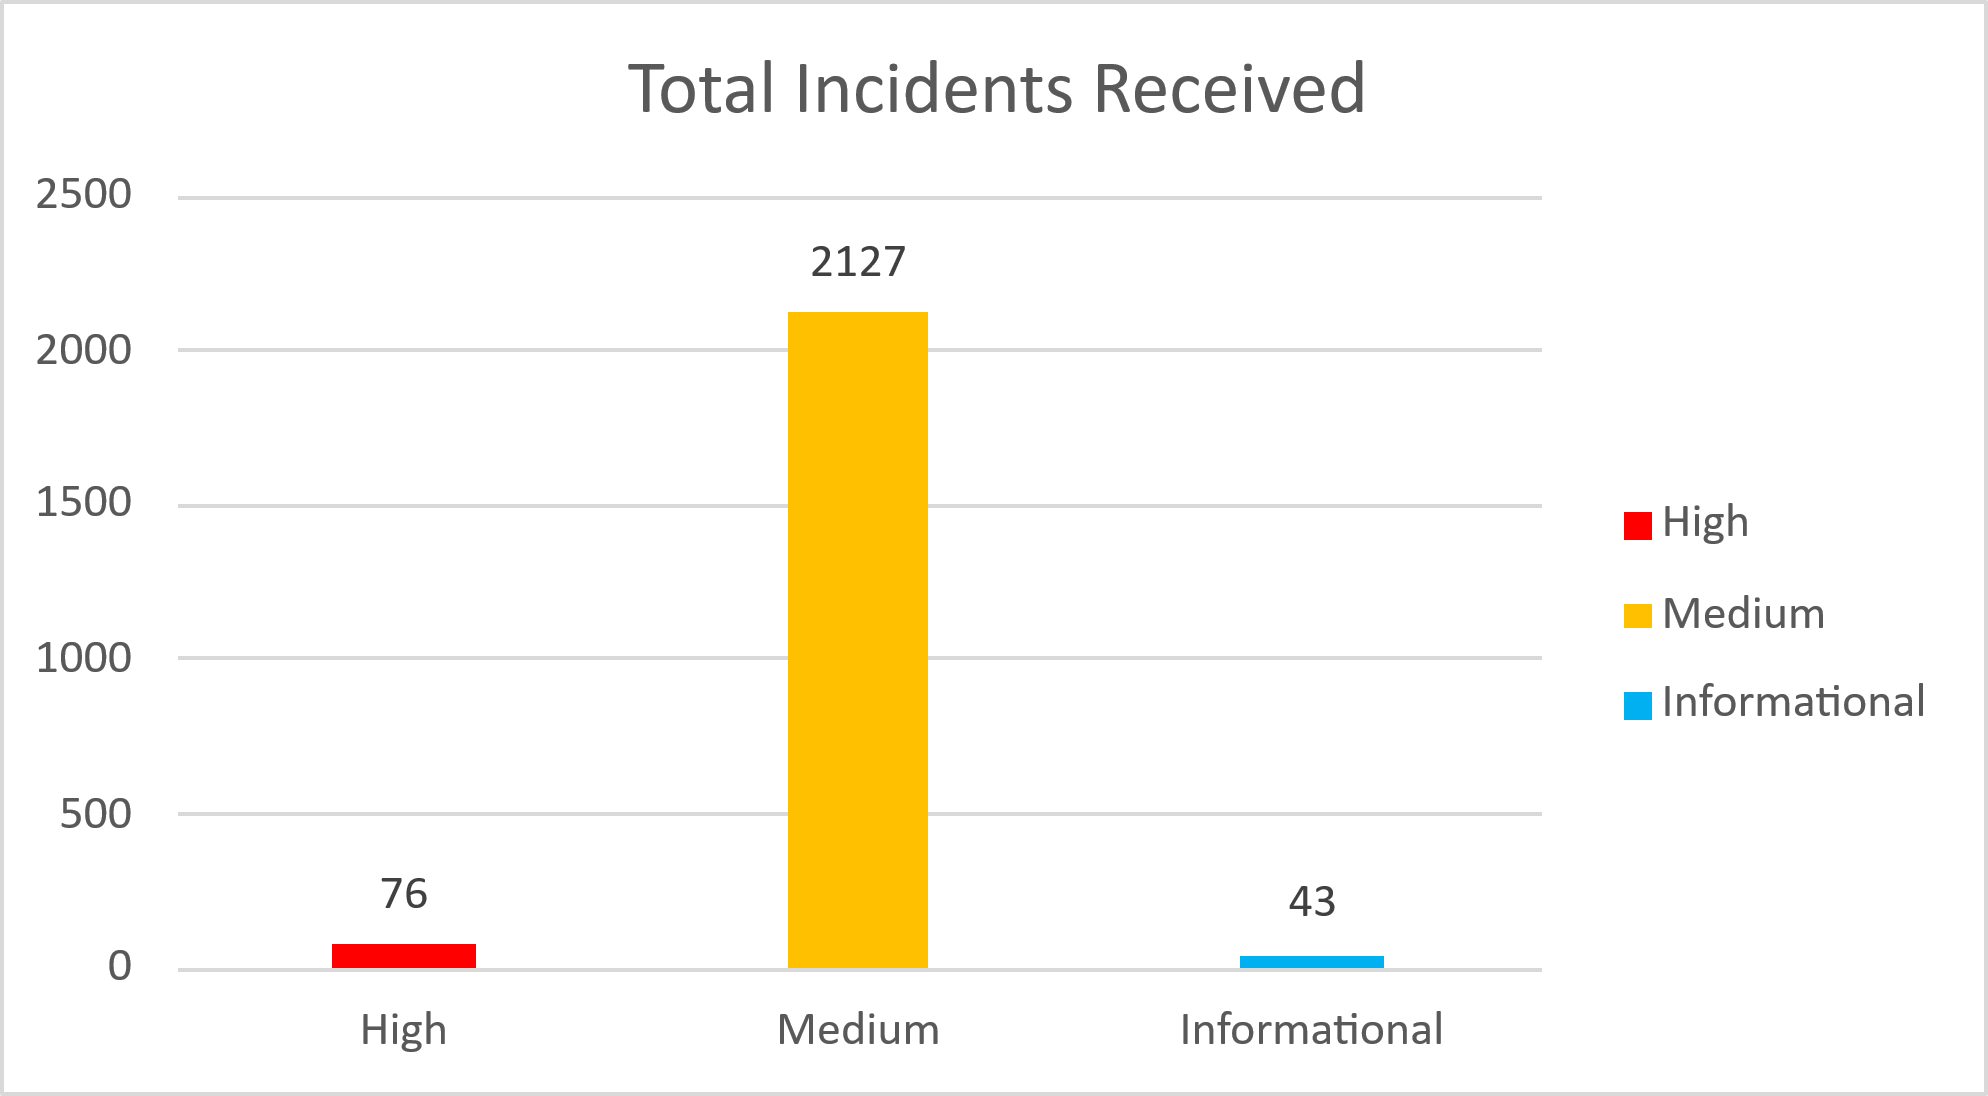 Total Incidents Received
2500
2000
1500
1000
500
0
2127
76
43
High
Medium
Informational
High
Medium
Informational